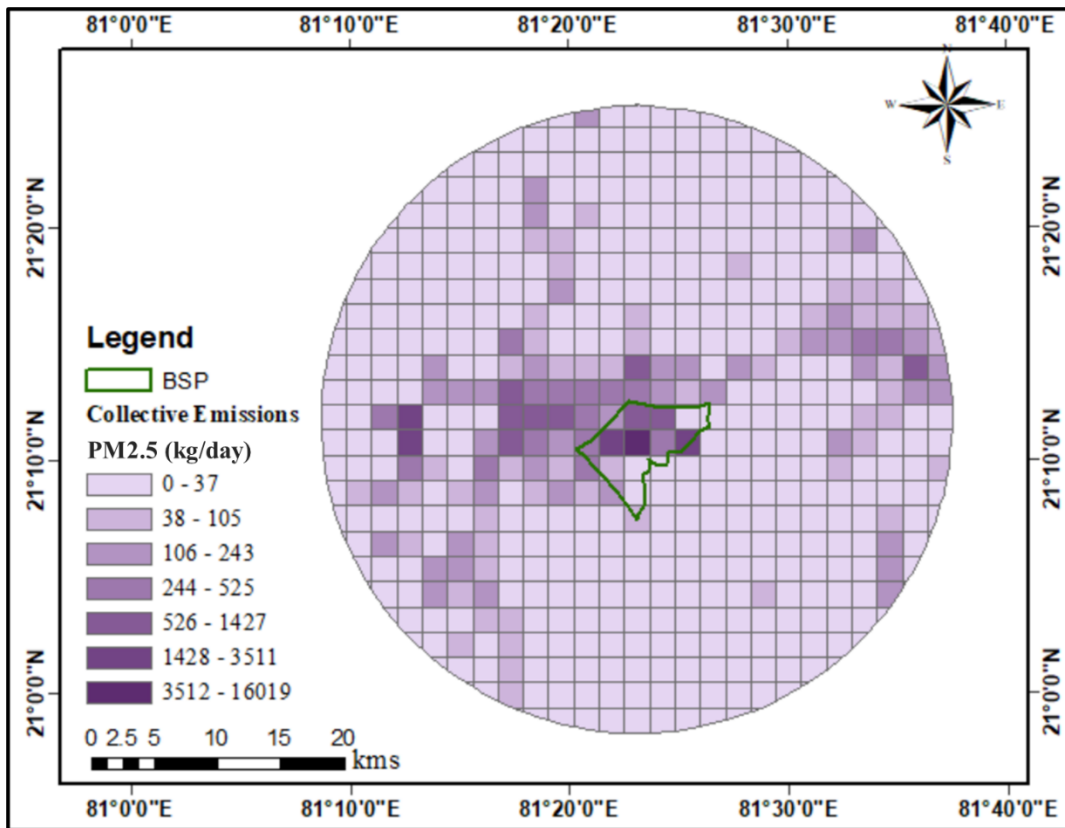 81°0'0"E 81°10'0"E 81°20'0"E 81°30'0"E 81°40'0"E
N
W E
S
21°20'0"N 21°20'0"N
21°10'0"N 21°10'0"N
21°0'0"N 21°0'0"N
Legend
BSP
Collective Emissions
PM2.5 (kg/day)
0 - 37
38 - 105
106 - 243
244 - 525
526 - 1427
1428 - 3511
3512 - 16019
0 2.5 5 10 15 20
kms
81°0'0"E 81°10'0"E 81°20'0"E 81°30'0"E 81°40'0"E